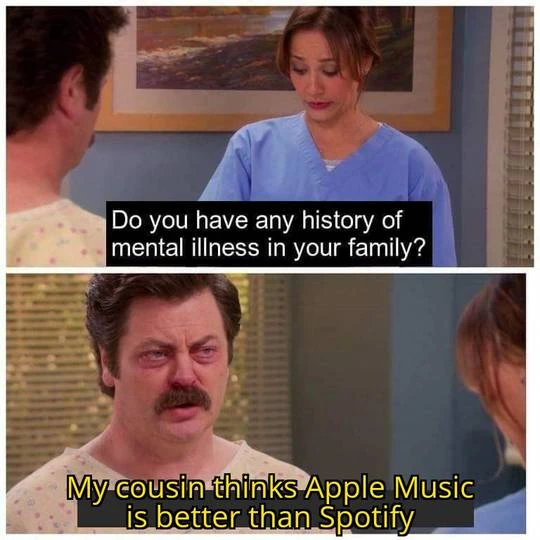 Do you have any history of
mental illness in your family?
My cousin thinks Apple Music
is better than Spotify